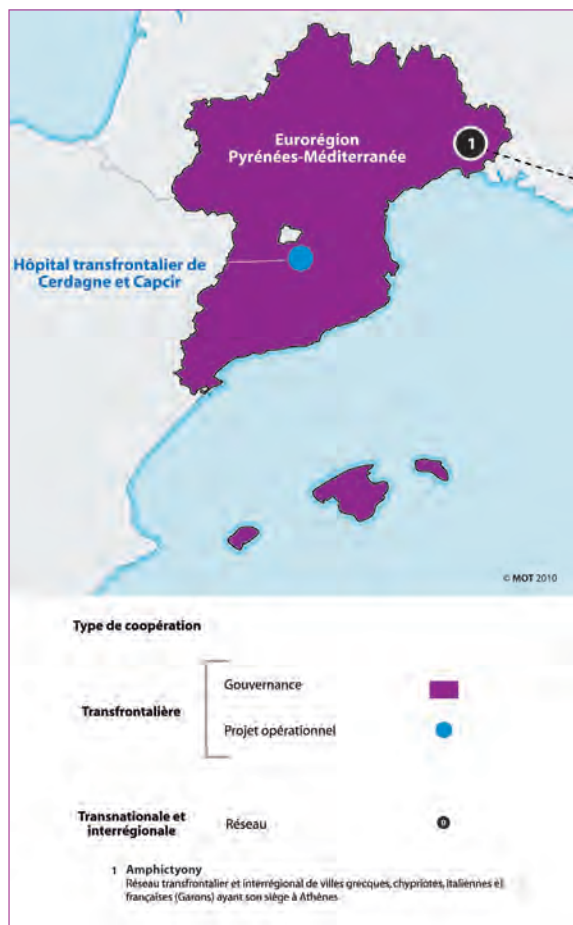 Eurorégion
Pyrénées-Méditerranée
1
Hôpital transfrontalier de
Cerdagne et Capcir
© MOT 2010
Type de coopération
Transfrontalière
Gouvernance
Projet opérationnel
Transnationale et
interrégionale
Réseau
0
1 Amphictyony
Réseau transfrontalier et interrégional de villes grecques, chypriotes, italiennes et
françaises (Garons) ayant son siège à Athènes